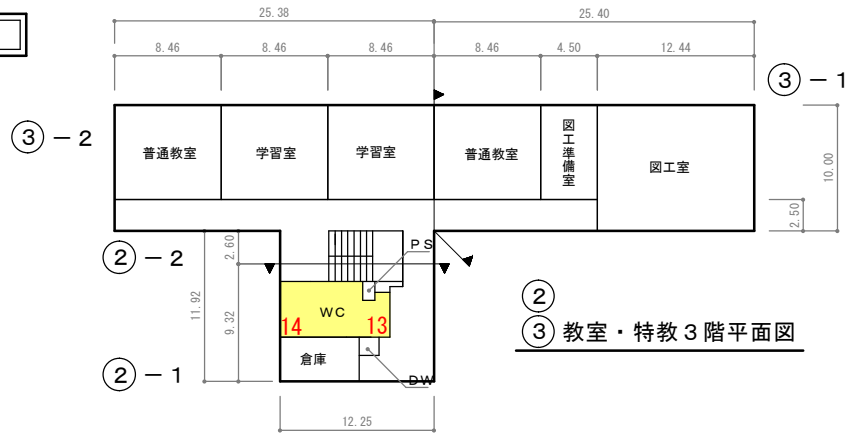 25.38
25.40
8.46
8.46
8.46
8.46
4.50
12.44
③－1
③－2
普通教室
学習室
学習室
普通教室
図工準備室
図工室
10.00
2.50
②－2
2.60
PS
11.92
9.32
WC
14
13
倉庫
DW
②－1
12.25
②
③ 教室・特教3階平面図